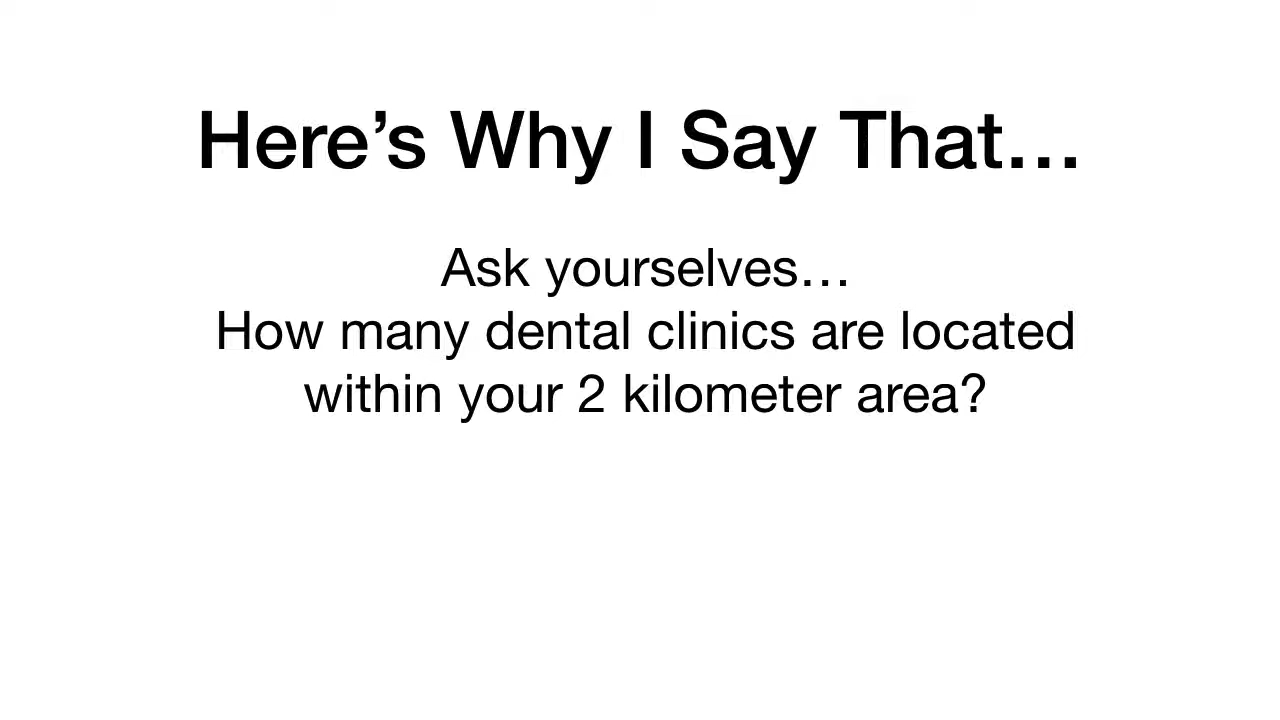 Here’s Why I Say That…
Ask yourselves…
How many dental clinics are located
within your 2 kilometer area?